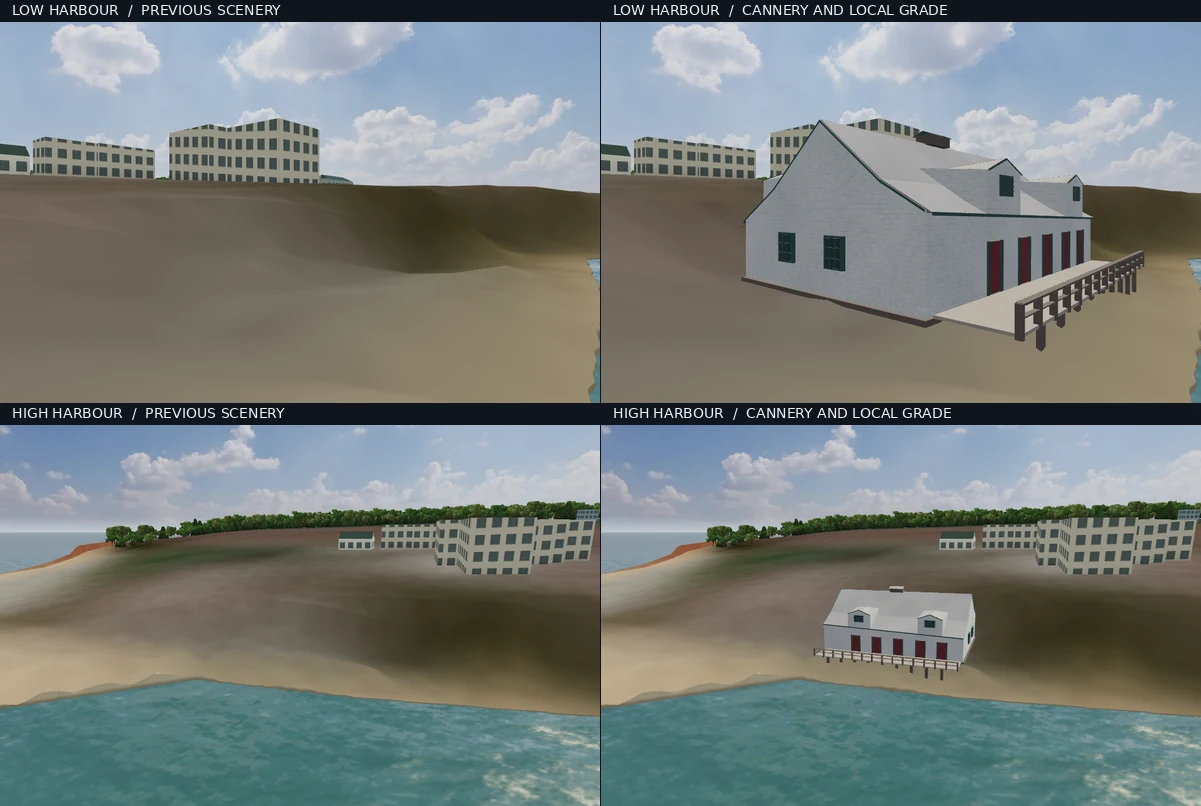 LOW HARBOUR / PREVIOUS SCENERY
LOW HARBOUR / CANNERY AND LOCAL GRADE
HIGH HARBOUR / PREVIOUS SCENERY
HIGH HARBOUR / CANNERY AND LOCAL GRADE